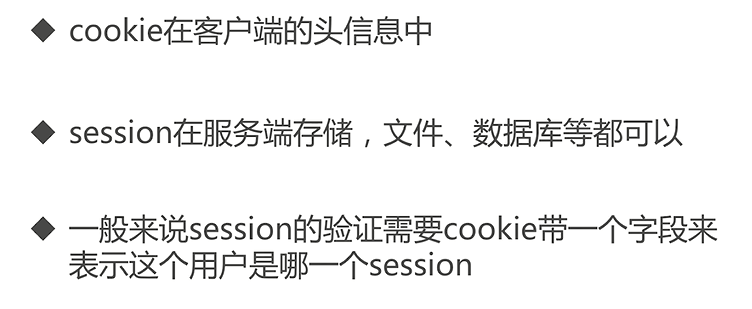 ◆ cookie在客户端的头信息中
◆ session在服务端存储，文件、数据库等都可以
◆ 一般来说session的验证需要cookie带一个字段来
表示这个用户是哪一个session